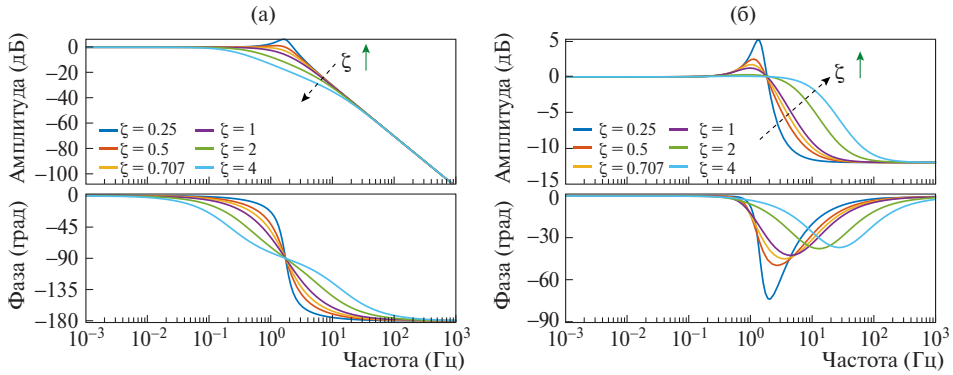 (а)
Амплитуда (дБ)
0
−20
−40
−60
−80
−100
ζ
ζ = 0.25
ζ = 0.5
ζ = 0.707
ζ = 1
ζ = 2
ζ = 4
Фаза (град)
0
−45
−90
−135
−180
10⁻³ 10⁻² 10⁻¹ 10⁰ 10¹ 10² 10³
Частота (Гц)
(б)
Амплитуда (дБ)
5
0
−5
−10
−15
ζ
ζ = 0.25
ζ = 0.5
ζ = 0.707
ζ = 1
ζ = 2
ζ = 4
Фаза (град)
0
−30
−60
−90
10⁻³ 10⁻² 10⁻¹ 10⁰ 10¹ 10² 10³
Частота (Гц)